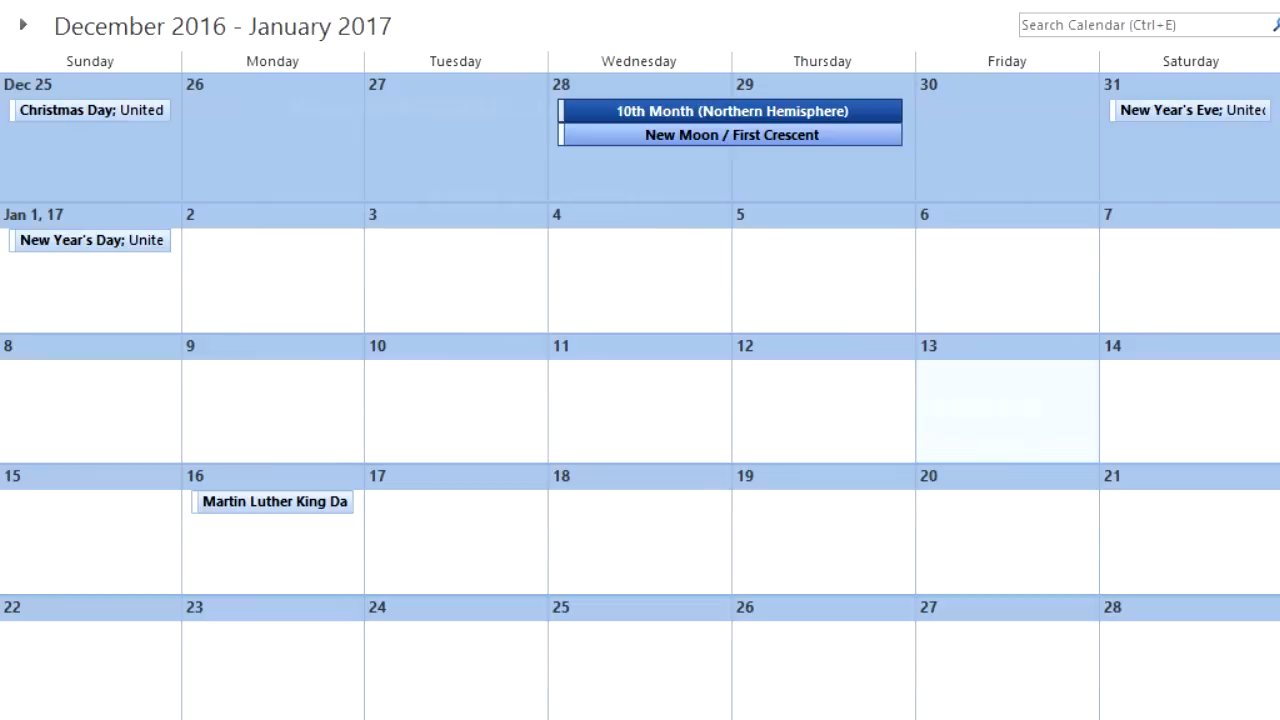 December 2016 - January 2017
Search Calendar (Ctrl+E)
Sunday Monday Tuesday Wednesday Thursday Friday Saturday
Dec 25 26 27 28 29 30 31
Christmas Day; United
10th Month (Northern Hemisphere)
New Year's Eve; Unite
New Moon / First Crescent
Jan 1, 17 2 3 4 5 6 7
New Year's Day; Unite
8 9 10 11 12 13 14
15 16 17 18 19 20 21
Martin Luther King Da
22 23 24 25 26 27 28